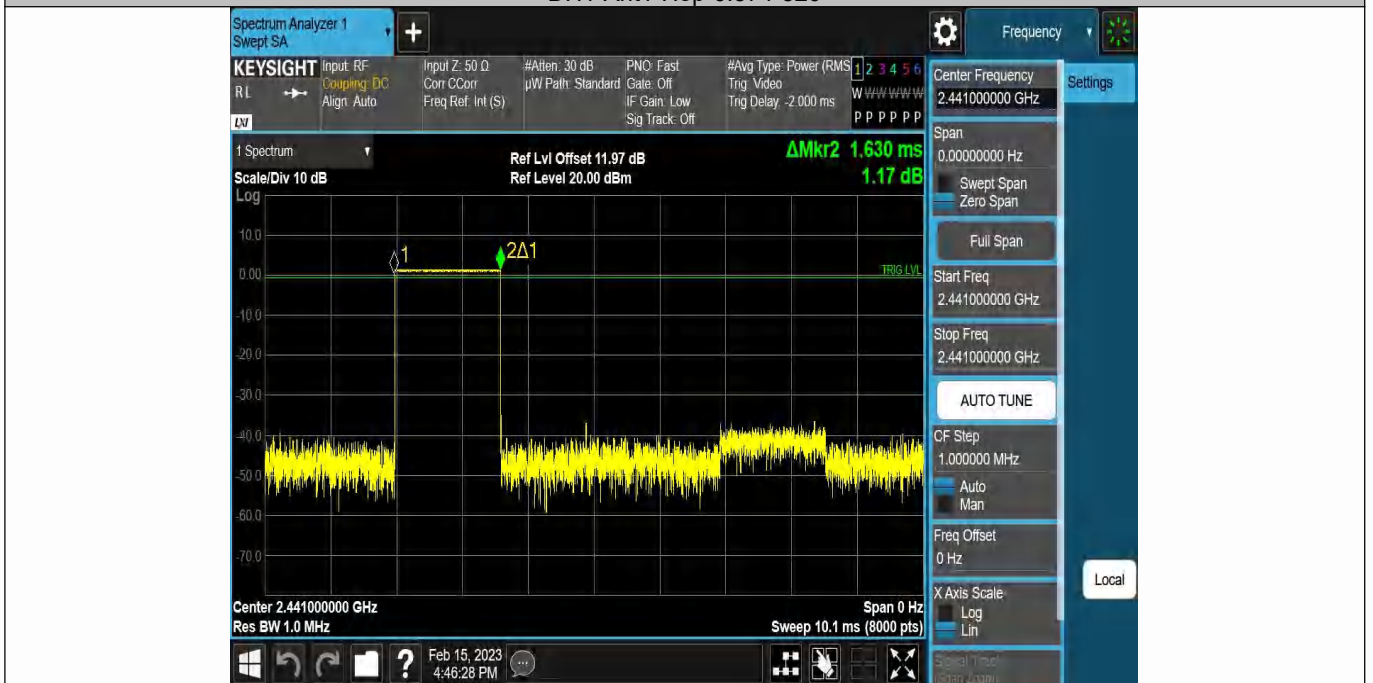 Spectrum Analyzer 1
Swept SA
Frequency
KEYSIGHT
RL
LXI
Input: RF
Coupling: DC
Align: Auto
Input Z: 50 Ω
Corr CCorr
Freq Ref: Int (S)
#Atten: 30 dB
µW Path: Standard
PNO: Fast
Gate: Off
IF Gain: Low
Sig Track: Off
#Avg Type: Power (RMS
Trig: Video
Trig Delay: -2.000 ms
1 2 3 4 5 6
W W W W W W
P P P P P P
1 Spectrum
Scale/Div 10 dB
Log
Ref Lvl Offset 11.97 dB
Ref Level 20.00 dBm
ΔMkr2 1.630 ms
1.17 dB
10.0
0.00
-10.0
-20.0
-30.0
-40.0
-50.0
-60.0
-70.0
1
2Δ1
TRIG LVL
Center 2.441000000 GHz
Res BW 1.0 MHz
Span 0 Hz
Sweep 10.1 ms (8000 pts)
Feb 15, 2023
4:46:28 PM
Center Frequency
2.441000000 GHz
Settings
Span
0.00000000 Hz
Swept Span
Zero Span
Full Span
Start Freq
2.441000000 GHz
Stop Freq
2.441000000 GHz
AUTO TUNE
CF Step
1.000000 MHz
Auto
Man
Freq Offset
0 Hz
X Axis Scale
Log
Lin
Local
Signal Track
(Span Zoom)